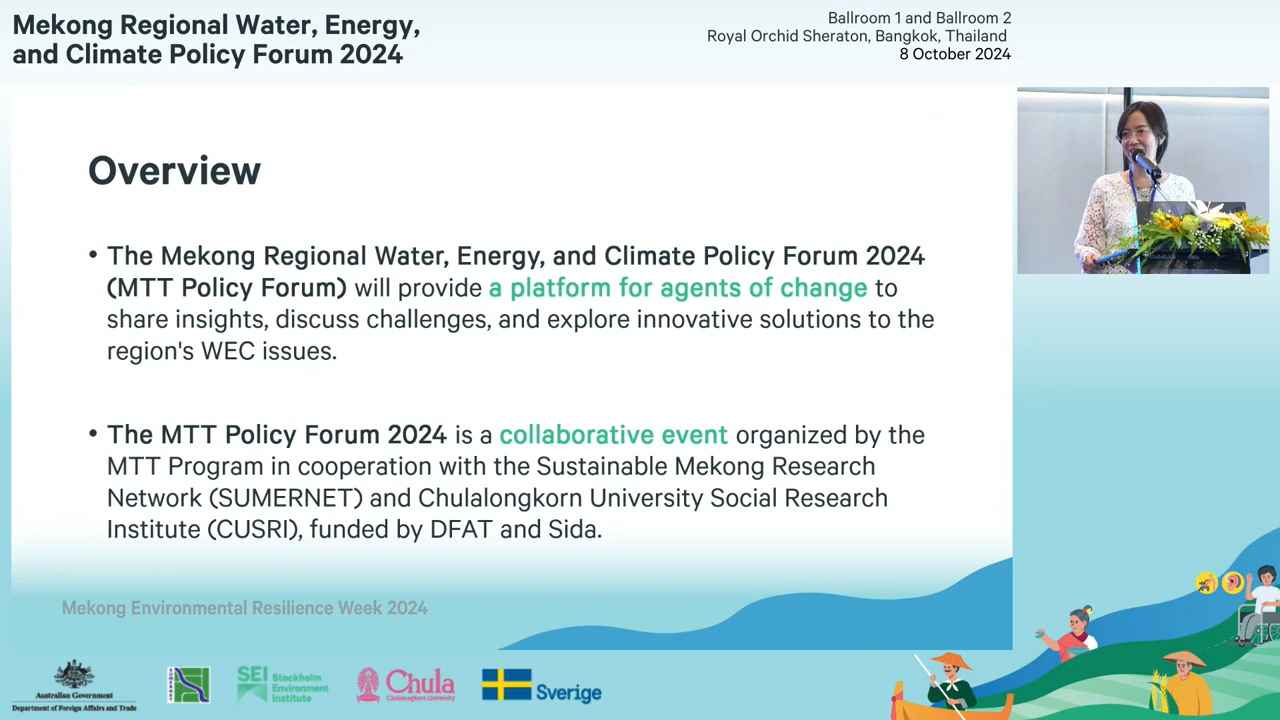 Mekong Regional Water, Energy,
and Climate Policy Forum 2024
Ballroom 1 and Ballroom 2
Royal Orchid Sheraton, Bangkok, Thailand
8 October 2024
Overview
• The Mekong Regional Water, Energy, and Climate Policy Forum 2024
(MTT Policy Forum) will provide a platform for agents of change to
share insights, discuss challenges, and explore innovative solutions to the
region's WEC issues.
• The MTT Policy Forum 2024 is a collaborative event organized by the
MTT Program in cooperation with the Sustainable Mekong Research
Network (SUMERNET) and Chulalongkorn University Social Research
Institute (CUSRI), funded by DFAT and Sida.
Mekong Environmental Resilience Week 2024
Australian Government
Department of Foreign Affairs and Trade
SUMERNET
SEI Stockholm
Environment
Institute
Chula
Chulalongkorn University
Sverige